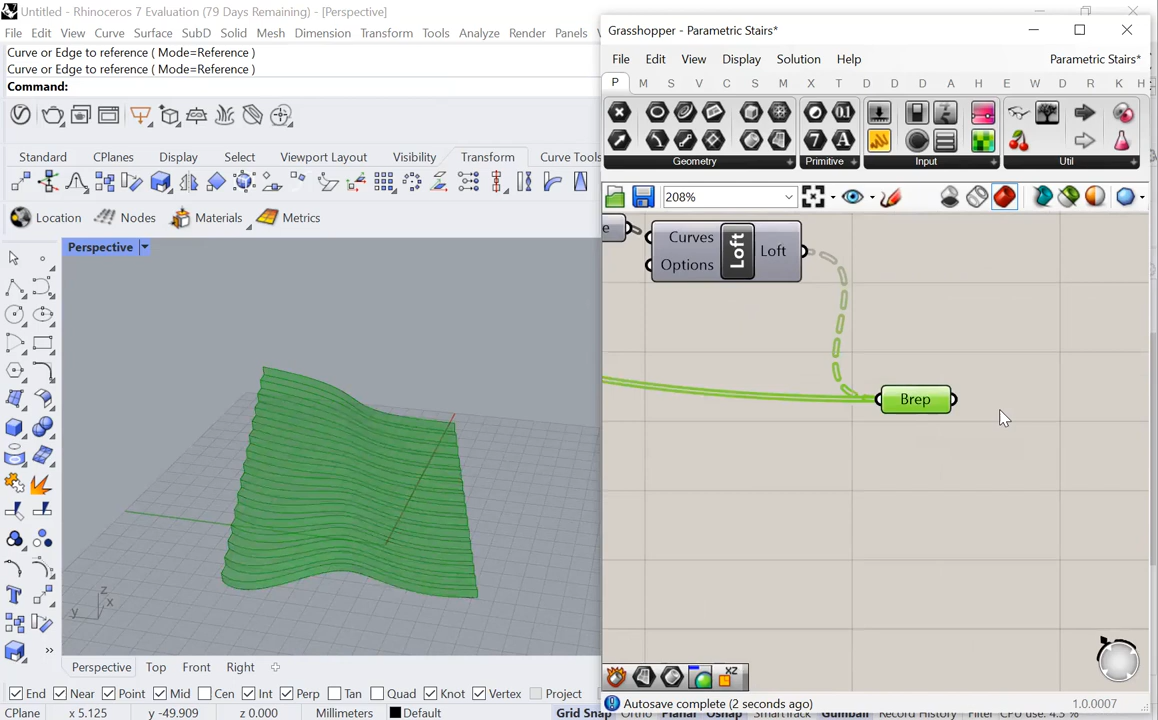 Untitled - Rhinoceros 7 Evaluation (79 Days Remaining) - [Perspective]
File Edit View Curve Surface SubD Solid Mesh Dimension Transform Tools Analyze Render Panels
Curve or Edge to reference ( Mode=Reference )
Curve or Edge to reference ( Mode=Reference )
Command:
Standard CPlanes Display Select Viewport Layout Visibility Transform Curve Tools
Location Nodes Materials Metrics
Perspective
z
y x
Perspective Top Front Right
End Near Point Mid Cen Int Perp Tan Quad Knot Vertex Project
CPlane x 5.125 y -49.909 z 0.000 Millimeters Default Grid Snap Ortho Planar Osnap SmartTrack Gumball Record History Filter
Grasshopper - Parametric Stairs*
File Edit View Display Solution Help Parametric Stairs*
P M S V C S M X T D D D A H E W D K H
Geometry Primitive Input Util
208%
e
Curves Loft Loft
Options
Brep
Autosave complete (2 seconds ago) 1.0.0007